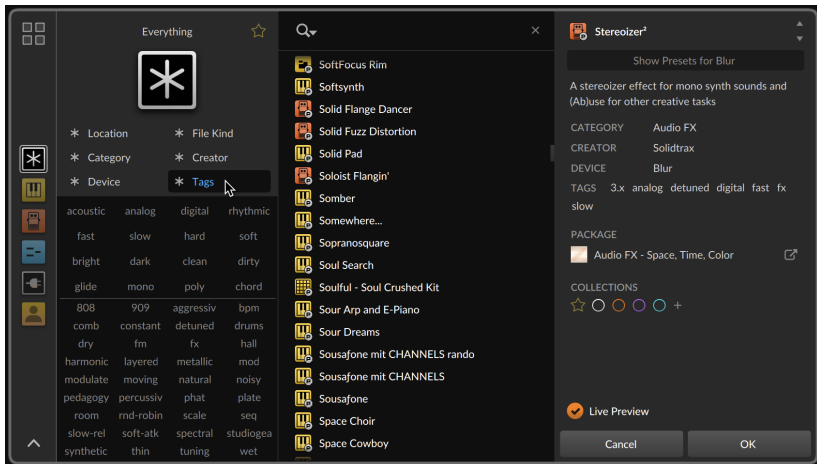 Everything
Location
File Kind
Category
Creator
Device
Tags
acoustic analog digital rhythmic
fast slow hard soft
bright dark clean dirty
glide mono poly chord
808 909 aggressiv bpm
comb constant detuned drums
dry fm fx hall
harmonic layered metallic mod
modulate moving natural noisy
pedagogy percussiv phat plate
room rnd-robin scale seq
slow-rel soft-atk spectral studiogea
synthetic thin tuning wet
SoftFocus Rim
Softsynth
Solid Flange Dancer
Solid Fuzz Distortion
Solid Pad
Soloist Flangin'
Somber
Somewhere...
Sopranosquare
Soul Search
Soulful - Soul Crushed Kit
Sour Arp and E-Piano
Sour Dreams
Sousafone mit CHANNELS rando
Sousafone mit CHANNELS
Sousafone
Space Choir
Space Cowboy
Stereoizer²
Show Presets for Blur
A stereoizer effect for mono synth sounds and
(Ab)use for other creative tasks
CATEGORY Audio FX
CREATOR Solidtrax
DEVICE Blur
TAGS 3.x analog detuned digital fast fx
slow
PACKAGE
Audio FX - Space, Time, Color
COLLECTIONS
Live Preview
Cancel
OK